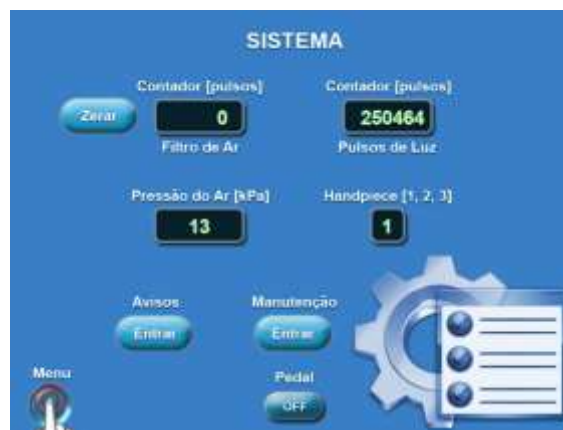 SISTEMA
Contador [pulsos]
Contador [pulsos]
Zerar
0
250464
Filtro de Ar
Pulsos de Luz
Pressão do Ar [kPa]
Handpiece [1, 2, 3]
13
1
Avisos
Manutenção
Entrar
Entrar
Menu
Pedal
OFF